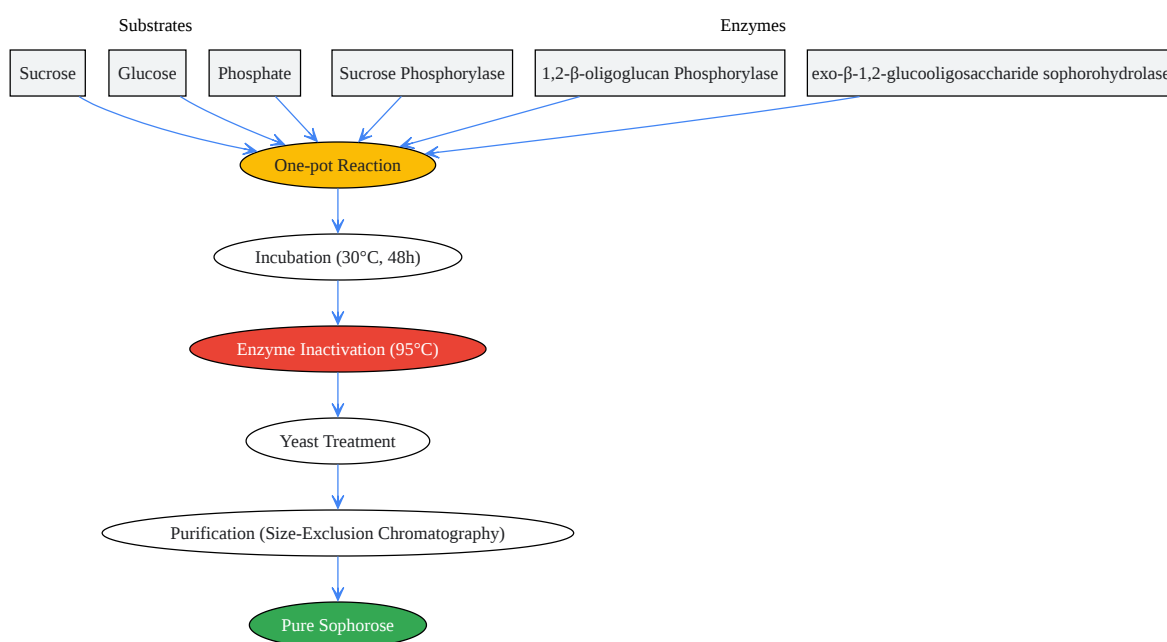 Substrates
Enzymes
Sucrose
Glucose
Phosphate
Sucrose Phosphorylase
1,2-β-oligoglucan Phosphorylase
exo-β-1,2-glucooligosaccharide sophorohydrolase
One-pot Reaction
Incubation (30°C, 48h)
Enzyme Inactivation (95°C)
Yeast Treatment
Purification (Size-Exclusion Chromatography)
Pure Sophorose